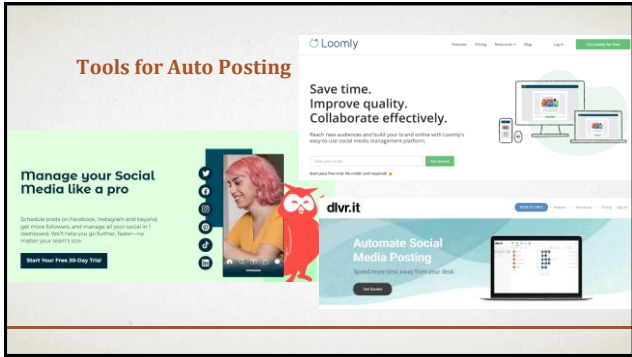 Tools for Auto Posting
Loomly
Features Pricing Resources Blog Log in Try Loomly for free
Save time.
Improve quality.
Collaborate effectively.
Reach new audiences and build your brand online with Loomly's
easy-to-use social media management platform.
Enter your email Get Started
Start your free trial. No credit card required!
Manage your Social
Media like a pro
Schedule posts on Facebook, Instagram and beyond,
get more followers, and manage all your social in 1
dashboard. We'll help you go further, faster—no
matter your team's size.
Start Your Free 30-Day Trial
dlvr.it
Features Resources Pricing Sign In
Automate Social
Media Posting
Spend more time away from your desk
Get Started